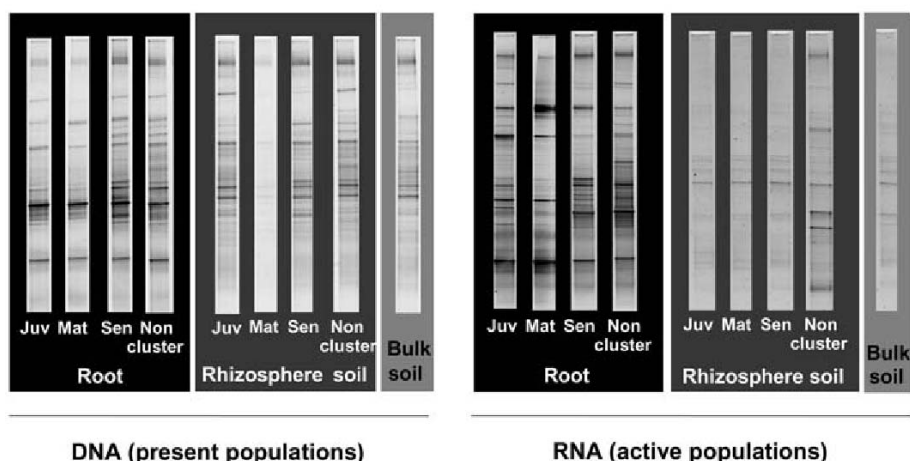 Juv Mat Sen Non cluster
Root
Juv Mat Sen Non cluster
Rhizosphere soil
Bulk soil
DNA (present populations)
Juv Mat Sen Non cluster
Root
Juv Mat Sen Non cluster
Rhizosphere soil
Bulk soil
RNA (active populations)